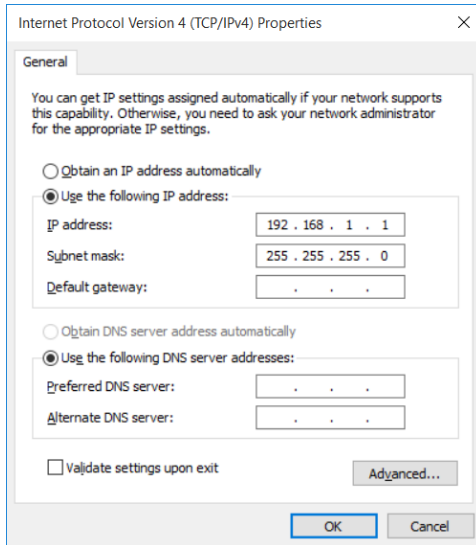 Internet Protocol Version 4 (TCP/IPv4) Properties
General
You can get IP settings assigned automatically if your network supports
this capability. Otherwise, you need to ask your network administrator
for the appropriate IP settings.
Obtain an IP address automatically
Use the following IP address:
IP address: 192 . 168 . 1 . 1
Subnet mask: 255 . 255 . 255 . 0
Default gateway: . . .
Obtain DNS server address automatically
Use the following DNS server addresses:
Preferred DNS server: . . .
Alternate DNS server: . . .
Validate settings upon exit
Advanced...
OK Cancel